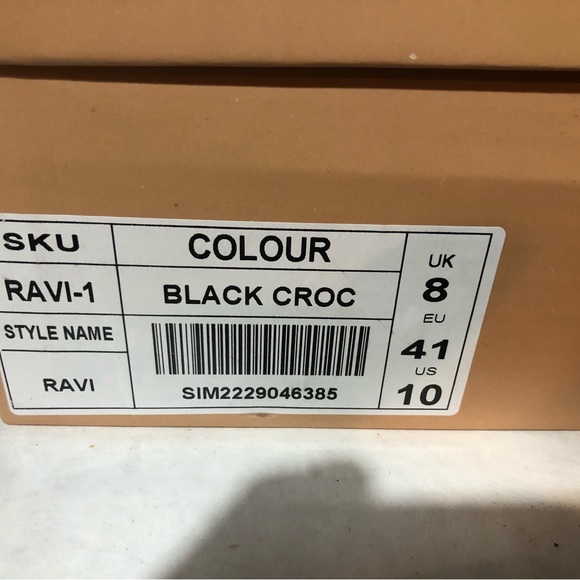 SKU
COLOUR
RAVI-1
BLACK CROC
STYLE NAME
RAVI
SIM2229046385
UK
8
EU
41
US
10